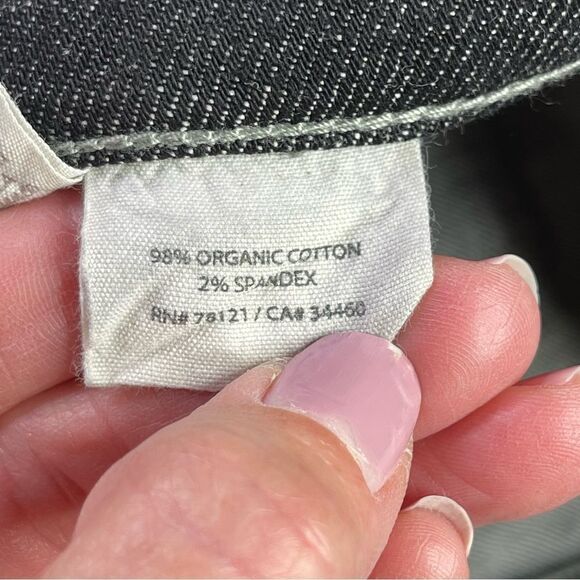 98% ORGANIC COTTON
2% SPANDEX
RN# 78121 / CA# 34460